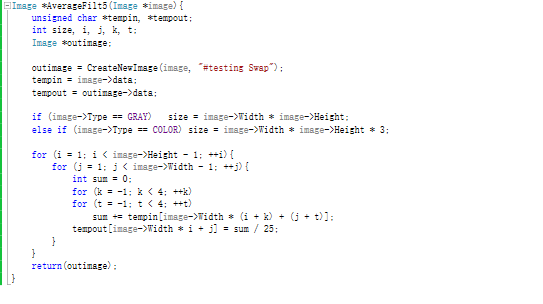 Image *AverageFilt5(Image *image){
unsigned char *tempin, *tempout;
int size, i, j, k, t;
Image *outimage;
outimage = CreateNewImage(image, "#testing Swap");
tempin = image->data;
tempout = outimage->data;
if (image->Type == GRAY)   size = image->Width * image->Height;
else if (image->Type == COLOR) size = image->Width * image->Height * 3;
for (i = 1; i < image->Height - 1; ++i){
for (j = 1; j < image->Width - 1; ++j){
int sum = 0;
for (k = -1; k < 4; ++k)
for (t = -1; t < 4; ++t)
sum += tempin[image->Width * (i + k) + (j + t)];
tempout[image->Width * i + j] = sum / 25;
}
}
return(outimage);
}